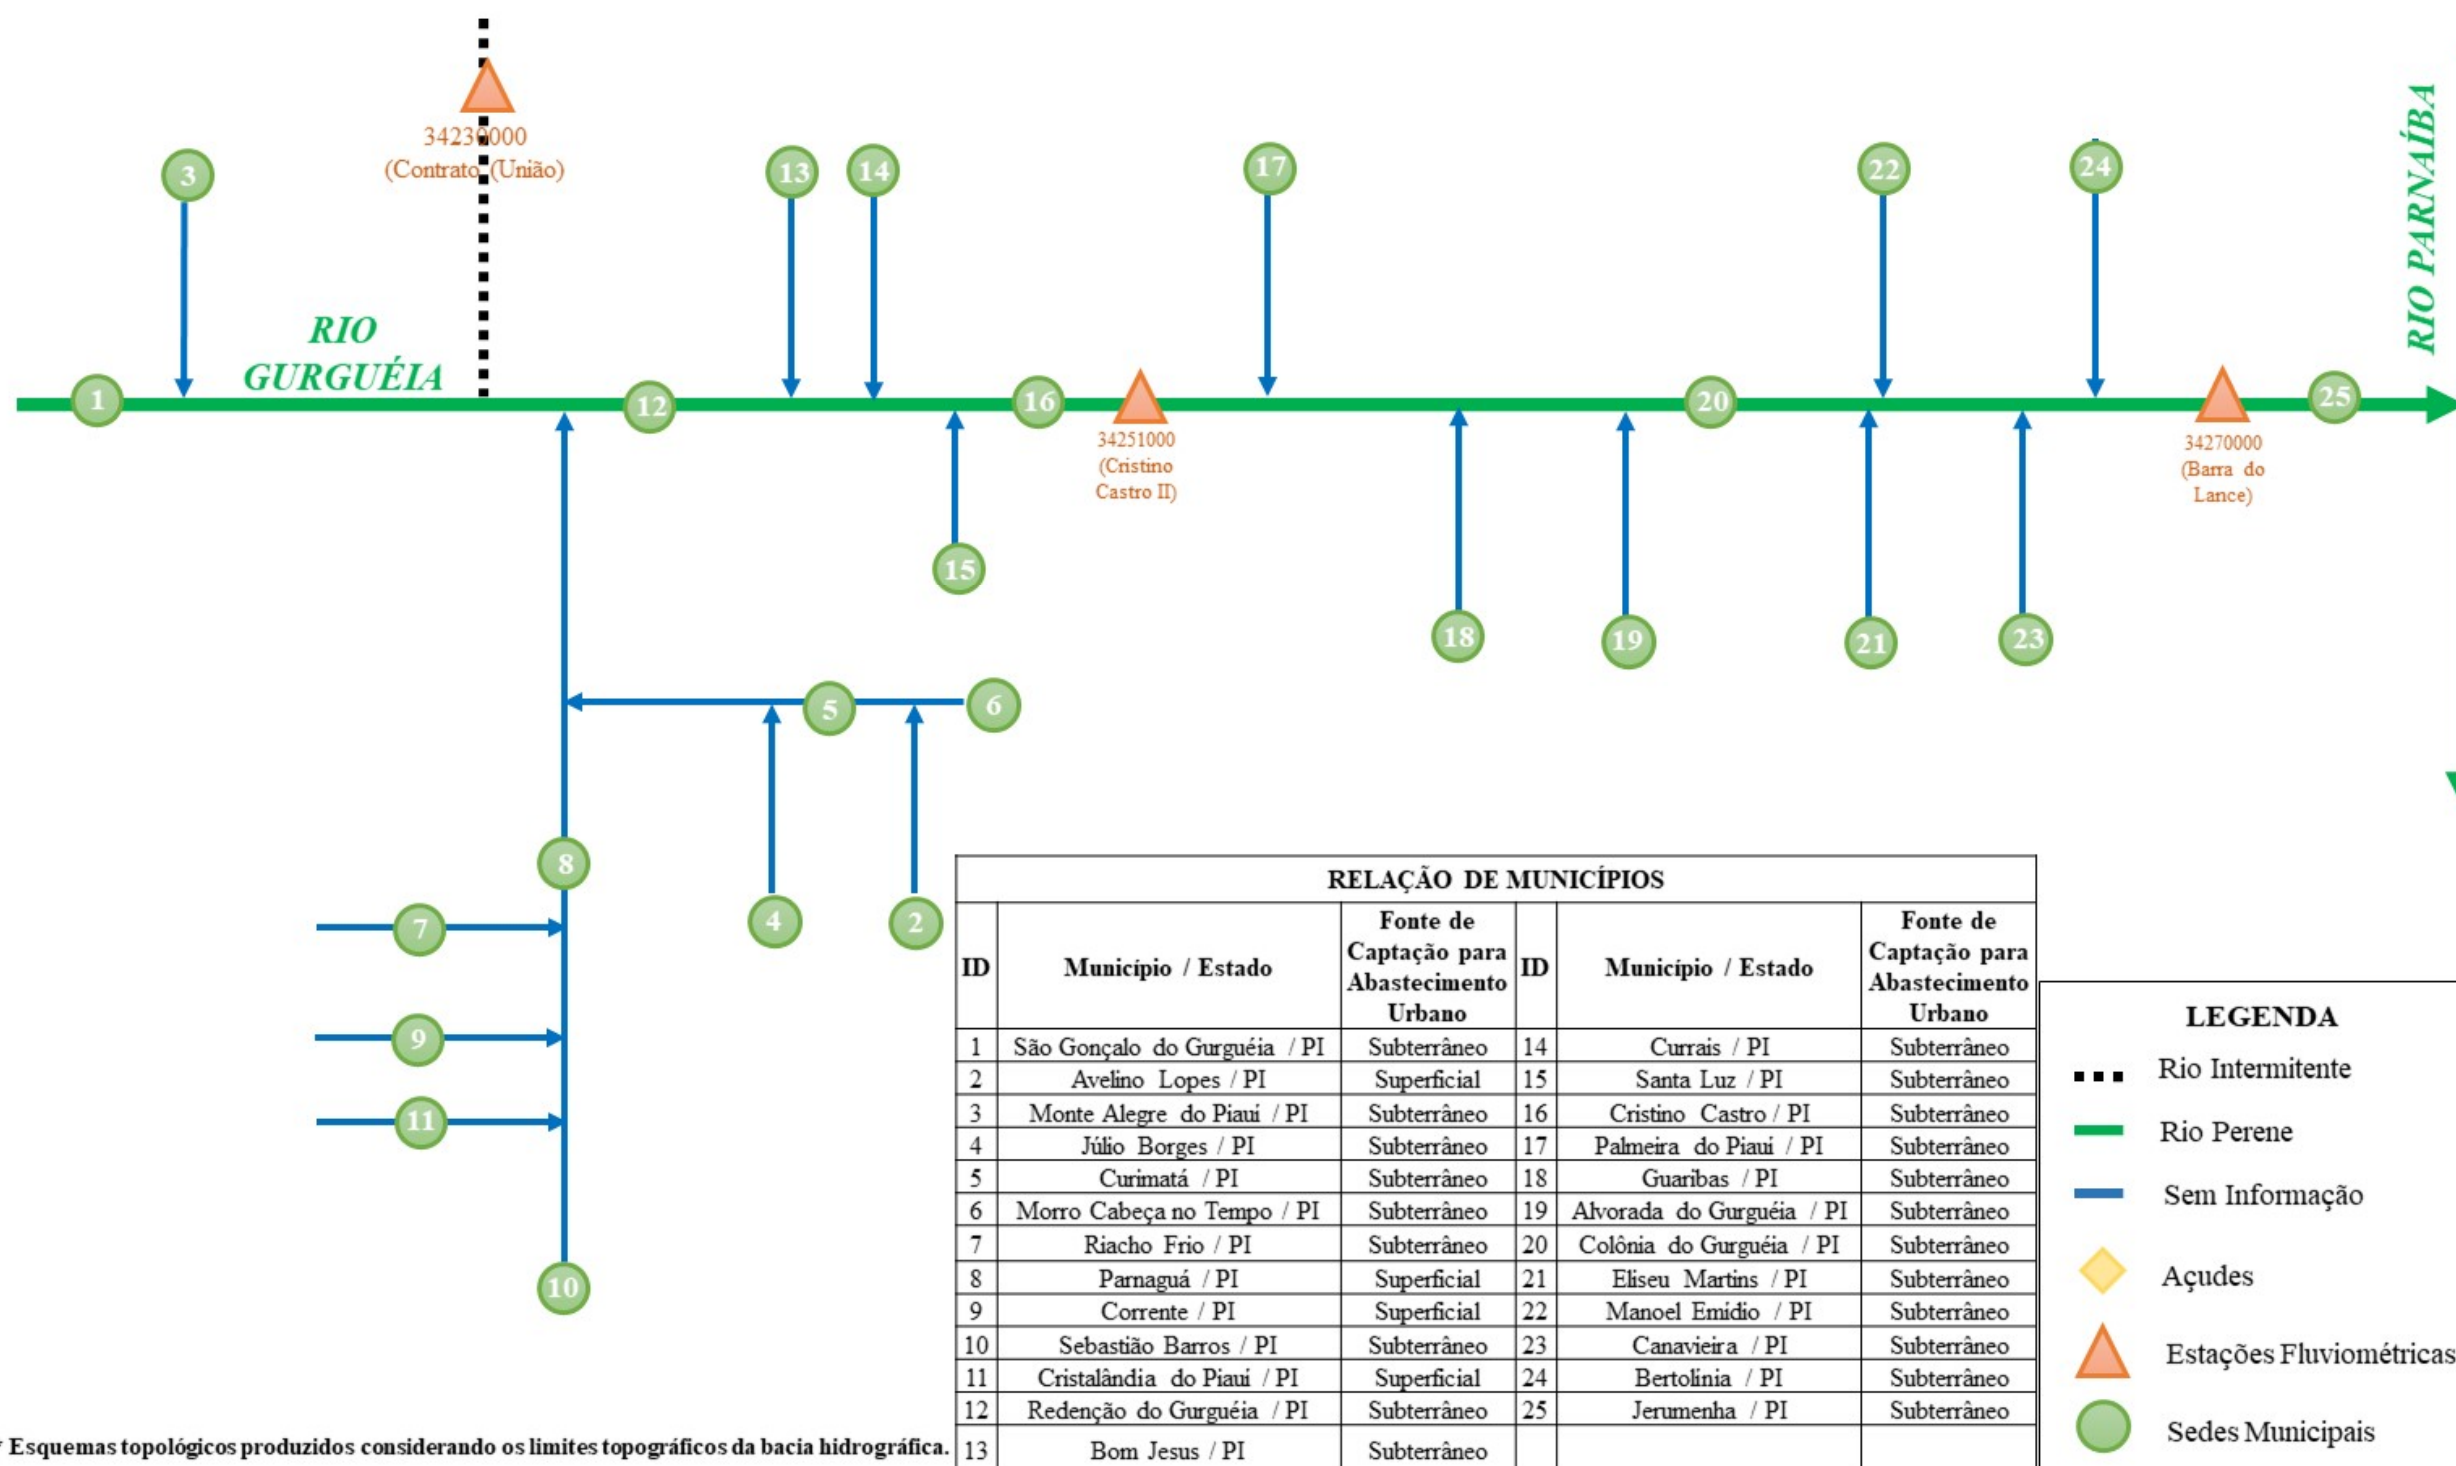 34230000
(Contrato (União)
3
13
14
17
22
24
RIO PARNAÍBA
RIO
GURGUÉIA
1
12
16
20
25
34251000
(Cristino
Castro II)
34270000
(Barra do
Lance)
15
18
19
21
23
5
6
8
7
4
2
9
11
10
RELAÇÃO DE MUNICÍPIOS
ID Município / Estado Fonte de Captação para Abastecimento Urbano ID Município / Estado Fonte de Captação para Abastecimento Urbano
1 São Gonçalo do Gurguéia / PI Subterrâneo 14 Currais / PI Subterrâneo
2 Avelino Lopes / PI Superficial 15 Santa Luz / PI Subterrâneo
3 Monte Alegre do Piauí / PI Subterrâneo 16 Cristino Castro / PI Subterrâneo
4 Júlio Borges / PI Subterrâneo 17 Palmeira do Piauí / PI Subterrâneo
5 Curimatá / PI Subterrâneo 18 Guaribas / PI Subterrâneo
6 Morro Cabeça no Tempo / PI Subterrâneo 19 Alvorada do Gurguéia / PI Subterrâneo
7 Riacho Frio / PI Subterrâneo 20 Colônia do Gurguéia / PI Subterrâneo
8 Parnaguá / PI Superficial 21 Eliseu Martins / PI Subterrâneo
9 Corrente / PI Superficial 22 Manoel Emídio / PI Subterrâneo
10 Sebastião Barros / PI Subterrâneo 23 Canavieira / PI Subterrâneo
11 Cristalândia do Piauí / PI Superficial 24 Bertolínia / PI Subterrâneo
12 Redenção do Gurguéia / PI Subterrâneo 25 Jerumenha / PI Subterrâneo
13 Bom Jesus / PI Subterrâneo
LEGENDA
Rio Intermitente
Rio Perene
Sem Informação
Açudes
Estações Fluviométricas
Sedes Municipais
* Esquemas topológicos produzidos considerando os limites topográficos da bacia hidrográfica.